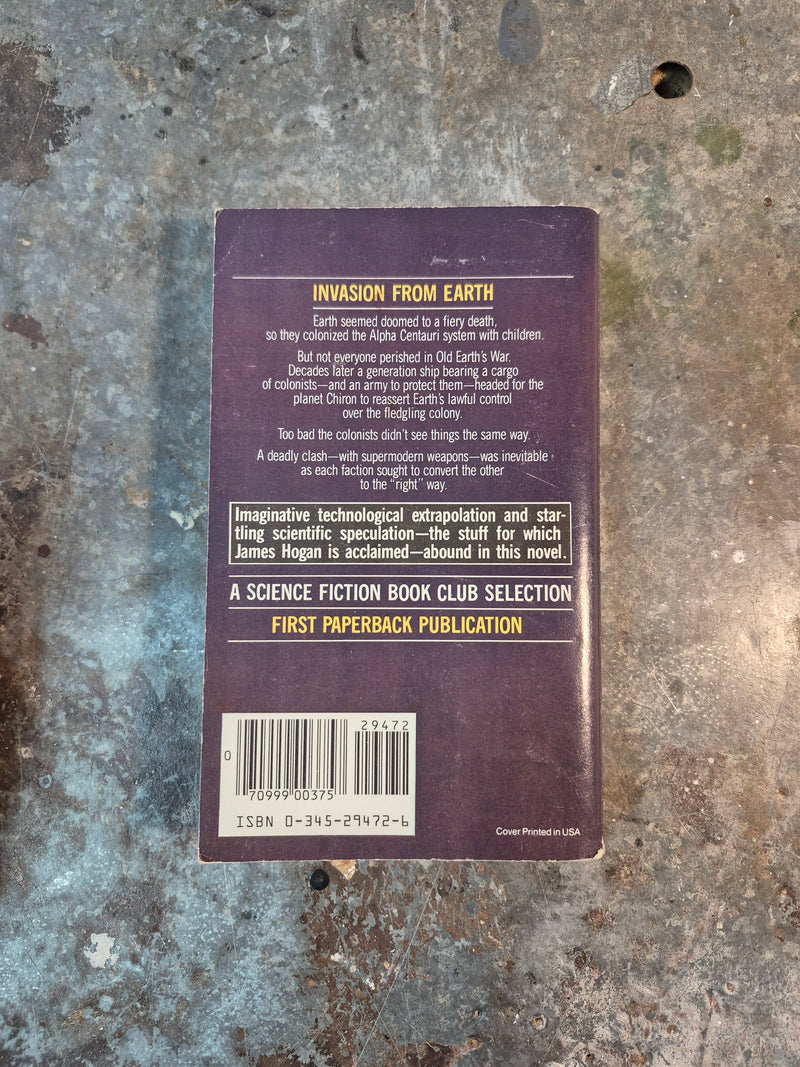 INVASION FROM EARTH
Earth seemed doomed to a fiery death,
so they colonized the Alpha Centauri system with children.
But not everyone perished in Old Earth's War.
Decades later a generation ship bearing a cargo
of colonists—and an army to protect them—headed for the
planet Chiron to reassert Earth's lawful control
over the fledgling colony.
Too bad the colonists didn't see things the same way.
A deadly clash—with supermodern weapons—was inevitable
as each faction sought to convert the other
to the "right" way.
Imaginative technological extrapolation and star-
tling scientific speculation—the stuff for which
James Hogan is acclaimed—abound in this novel.
A SCIENCE FICTION BOOK CLUB SELECTION
FIRST PAPERBACK PUBLICATION
29472
0
70999 00375
ISBN 0-345-29472-6
Cover Printed in USA